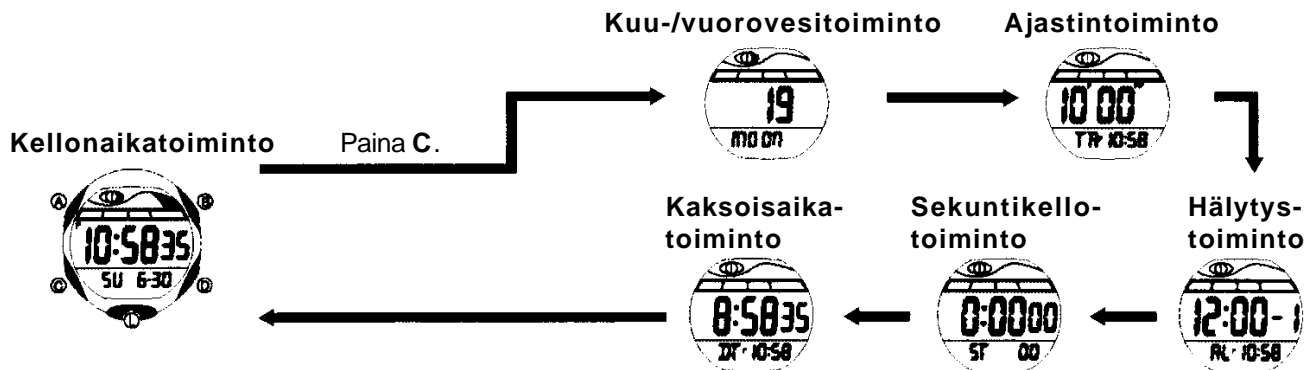 Kuu-/vuorovesitoiminto
Ajastintoiminto
19
MOON
10'00"
TR 10:58
Kellonaikatoiminto
Paina C.
A
B
10:58 35
SU 6-30
C
D
L
Kaksoisaika-
toiminto
Sekuntikello-
toiminto
Hälytys-
toiminto
8:58 35
DT 10:58
0:00 00
ST 00
12:00-1
AL 10:58